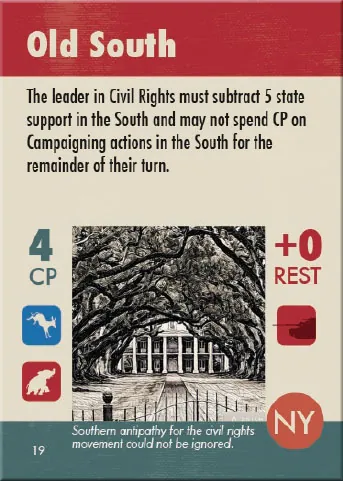 Old South
The leader in Civil Rights must subtract 5 state
support in the South and may not spend CP on
Campaigning actions in the South for the
remainder of their turn.
4
CP
+0
REST
NY
Southern antipathy for the civil rights
movement could not be ignored.
19